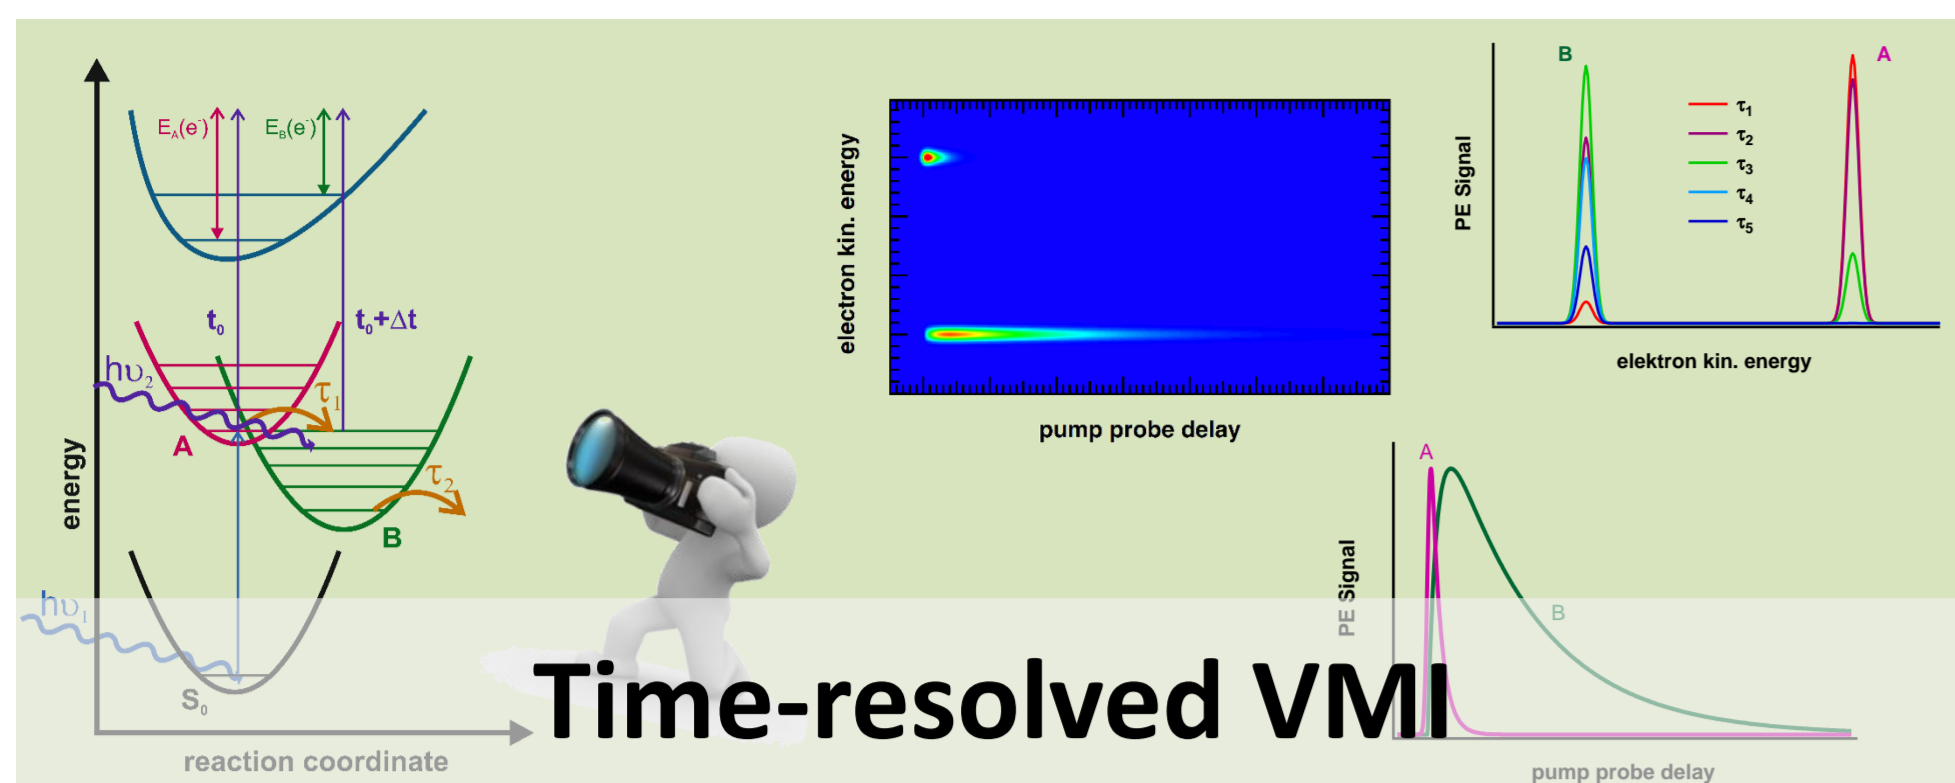 E_A(e⁻)
E_B(e⁻)
t₀
t₀+Δt
hυ₂
τ₁
A
τ₂
B
energy
hυ₁
S₀
reaction coordinate
electron kin. energy
pump probe delay
B
A
τ₁
τ₂
τ₃
τ₄
τ₅
PE Signal
elektron kin. energy
A
B
PE Signal
pump probe delay
Time-resolved VMI